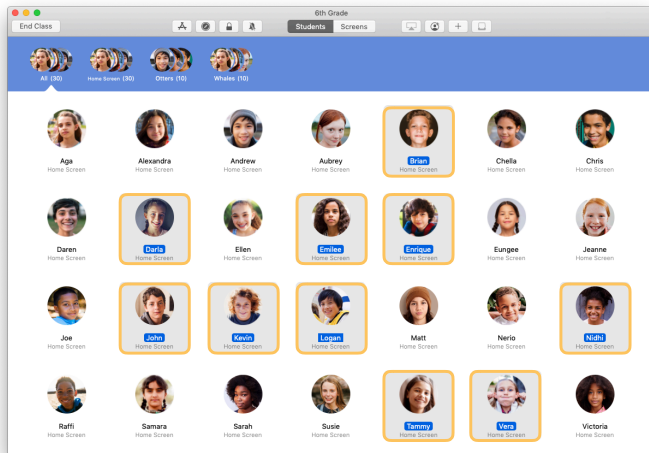 6th Grade
End Class
Students Screens
All (30) Home Screen (30) Otters (10) Whales (10)
Aga Alexandra Andrew Aubrey Brian Chella Chris
Home Screen Home Screen Home Screen Home Screen Home Screen Home Screen Home Screen
Daren Darla Ellen Emilee Enrique Eungee Jeanne
Home Screen Home Screen Home Screen Home Screen Home Screen Home Screen Home Screen
Joe John Kevin Logan Matt Nerio Nidhi
Home Screen Home Screen Home Screen Home Screen Home Screen Home Screen Home Screen
Raffi Samara Sarah Susie Tammy Vera Victoria
Home Screen Home Screen Home Screen Home Screen Home Screen Home Screen Home Screen